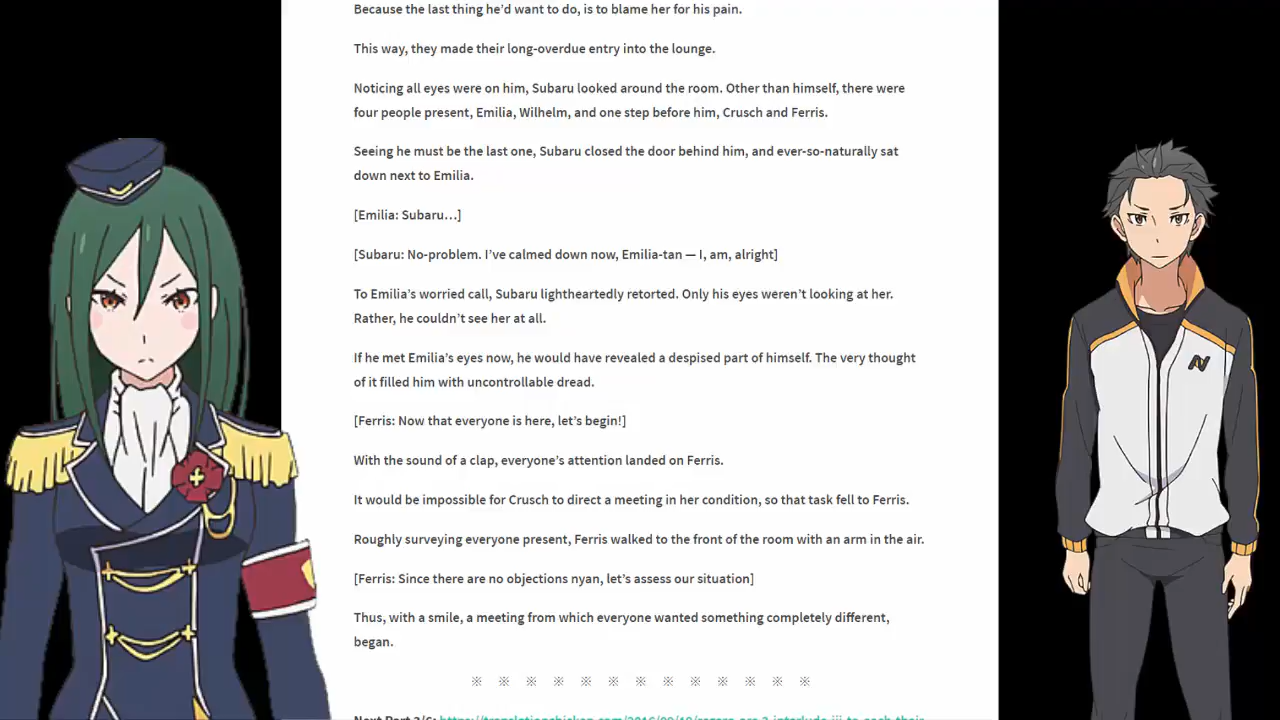 Because the last thing he'd want to do, is to blame her for his pain.
This way, they made their long-overdue entry into the lounge.
Noticing all eyes were on him, Subaru looked around the room. Other than himself, there were
four people present, Emilia, Wilhelm, and one step before him, Crusch and Ferris.
Seeing he must be the last one, Subaru closed the door behind him, and ever-so-naturally sat
down next to Emilia.
[Emilia: Subaru…]
[Subaru: No-problem. I've calmed down now, Emilia-tan — I, am, alright]
To Emilia's worried call, Subaru lightheartedly retorted. Only his eyes weren't looking at her.
Rather, he couldn't see her at all.
If he met Emilia's eyes now, he would have revealed a despised part of himself. The very thought
of it filled him with uncontrollable dread.
[Ferris: Now that everyone is here, let's begin!]
With the sound of a clap, everyone's attention landed on Ferris.
It would be impossible for Crusch to direct a meeting in her condition, so that task fell to Ferris.
Roughly surveying everyone present, Ferris walked to the front of the room with an arm in the air.
[Ferris: Since there are no objections nyan, let's assess our situation]
Thus, with a smile, a meeting from which everyone wanted something completely different,
began.
※ ※ ※ ※ ※ ※ ※ ※ ※ ※ ※ ※ ※